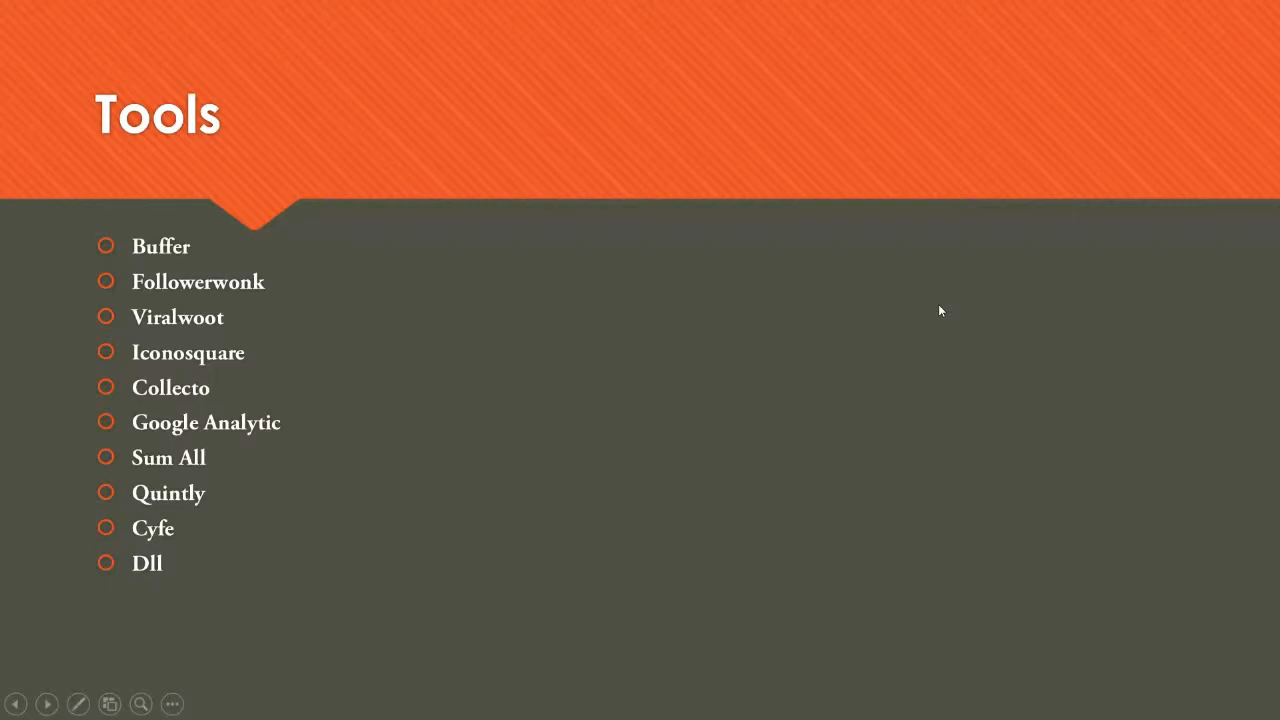 Tools
Buffer
Followerwonk
Viralwoot
Iconosquare
Collecto
Google Analytic
Sum All
Quintly
Cyfe
Dll